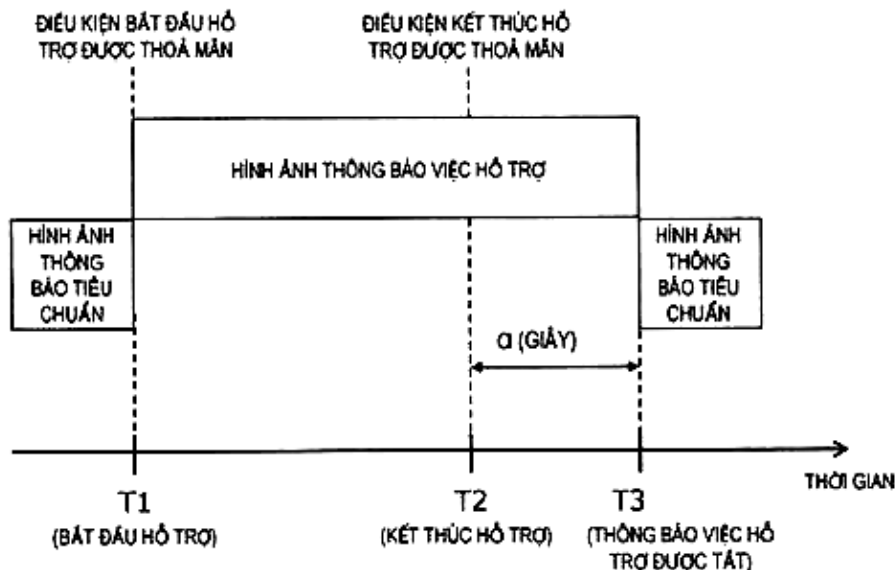 ĐIỀU KIỆN BẮT ĐẦU HỖ
TRỢ ĐƯỢC THOẢ MÃN
ĐIỀU KIỆN KẾT THÚC HỖ
TRỢ ĐƯỢC THOẢ MÃN
HÌNH ẢNH THÔNG BÁO VIỆC HỖ TRỢ
HÌNH ẢNH
THÔNG
BÁO TIÊU
CHUẨN
HÌNH ẢNH
THÔNG
BÁO TIÊU
CHUẨN
α (GIÂY)
THỜI GIAN
T1
(BẮT ĐẦU HỖ TRỢ)
T2
(KẾT THÚC HỖ TRỢ)
T3
(THÔNG BÁO VIỆC HỖ
TRỢ ĐƯỢC TẮT)